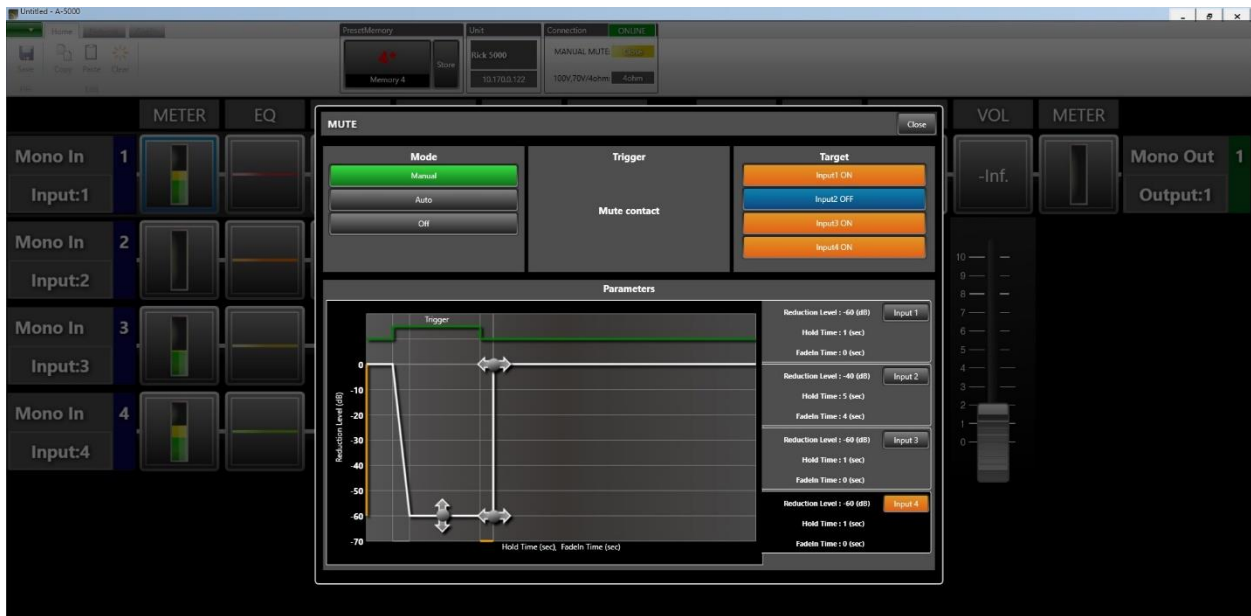 Untitled - A-5000
Home
Save Copy Paste Clear
Edit
PresetMemory
4
Memory 4
Store
Unit
Rick 5000
10.170.0.122
Connection ONLINE
MANUAL MUTE:
100V,70V/4ohm 4ohm
METER EQ VOL METER
MUTE
Close
Mode
Manual
Auto
Off
Trigger
Mute contact
Target
Input1 ON
Input2 OFF
Input3 ON
Input4 ON
Mono In 1
Input:1
Mono In 2
Input:2
Mono In 3
Input:3
Mono In 4
Input:4
-Inf.
Mono Out 1
Output:1
10
9
8
7
6
5
4
3
2
1
0
Parameters
Trigger
Reduction Level (dB)
0
-10
-20
-30
-40
-50
-60
-70
Hold Time (sec), FadeIn Time (sec)
Reduction Level : -60 (dB) Input 1
Hold Time : 1 (sec)
FadeIn Time : 0 (sec)
Reduction Level : -40 (dB) Input 2
Hold Time : 5 (sec)
FadeIn Time : 4 (sec)
Reduction Level : -60 (dB) Input 3
Hold Time : 1 (sec)
FadeIn Time : 0 (sec)
Reduction Level : -60 (dB) Input 4
Hold Time : 1 (sec)
FadeIn Time : 0 (sec)